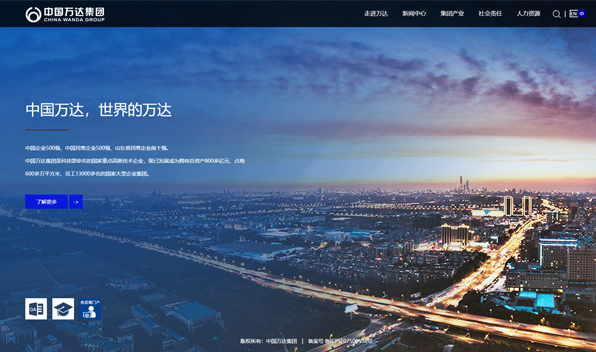 中国万达集团
CHINA WANDA GROUP
走进万达
新闻中心
集团产业
社会责任
人力资源
EN
中国万达，世界的万达
中国企业500强、中国民营企业500强、山东省民营企业前十强。
中国万达集团是科技部命名的国家重点高新技术企业，现已发展成为拥有总资产800多亿元、占地
600多万平方米、员工13000多名的国家大型企业集团。
了解更多
OA
版权所有：中国万达集团 | 备案号